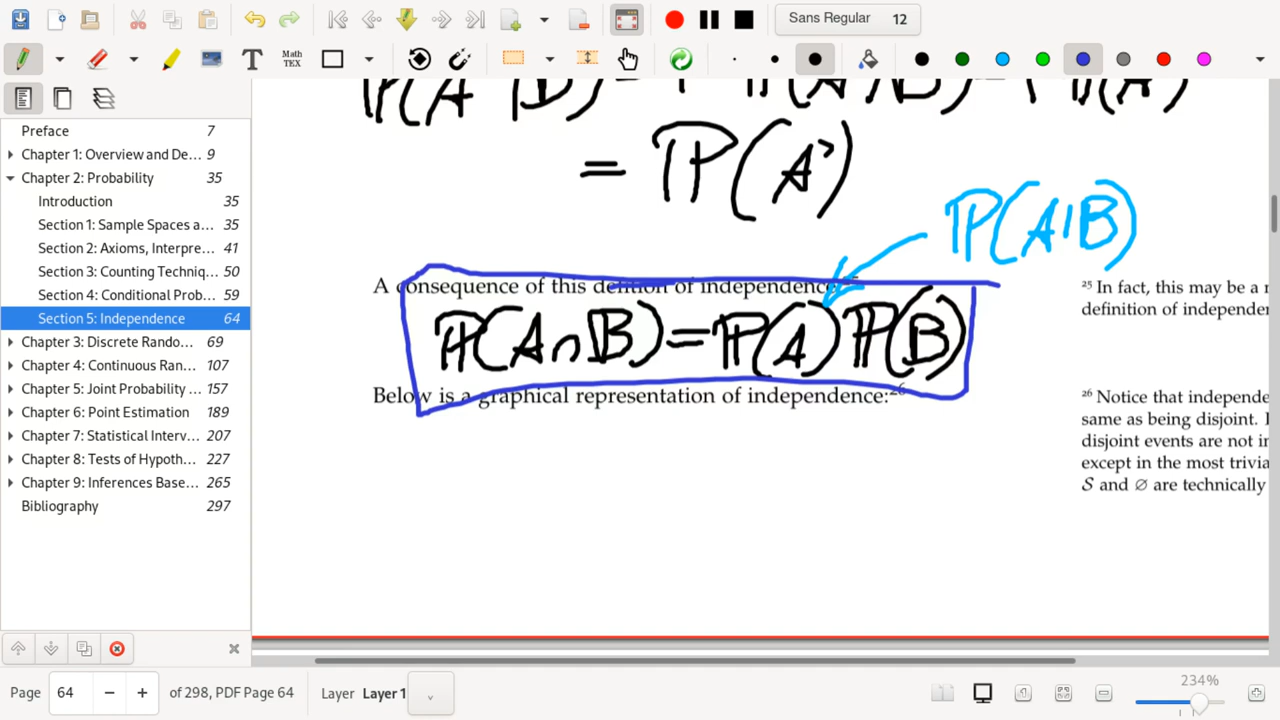 Sans Regular 12
T Math TEX
Preface 7
Chapter 1: Overview and De... 9
Chapter 2: Probability 35
Introduction 35
Section 1: Sample Spaces a... 35
Section 2: Axioms, Interpre... 41
Section 3: Counting Techniq... 50
Section 4: Conditional Prob... 59
Section 5: Independence 64
Chapter 3: Discrete Rando... 69
Chapter 4: Continuous Ran... 107
Chapter 5: Joint Probability ... 157
Chapter 6: Point Estimation 189
Chapter 7: Statistical Interv... 207
Chapter 8: Tests of Hypoth... 227
Chapter 9: Inferences Base... 265
Bibliography 297
= ℙ(A')
ℙ(A|B)
A consequence of this of independence:²⁵
ℙ(A∩B)=ℙ(A)ℙ(B)
Below is a graphical representation of independence:²⁶
²⁵ In fact, this may be a
definition of independe
²⁶ Notice that independe
same as being disjoint.
disjoint events are not
except in the most trivia
𝒮 and ∅ are technically
Page 64 of 298, PDF Page 64 Layer Layer 1 234%